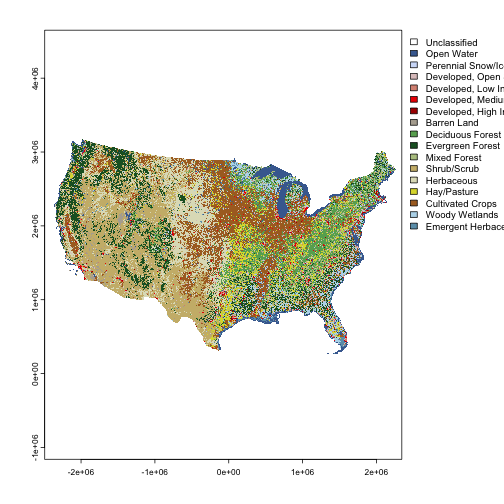 Unclassified
Open Water
Perennial Snow/Ic
Developed, Open
Developed, Low In
Developed, Mediu
Developed, High I
Barren Land
Deciduous Forest
Evergreen Forest
Mixed Forest
Shrub/Scrub
Herbaceous
Hay/Pasture
Cultivated Crops
Woody Wetlands
Emergent Herbace
4e+06
3e+06
2e+06
1e+06
0e+00
-1e+06
-2e+06 -1e+06 0e+00 1e+06 2e+06